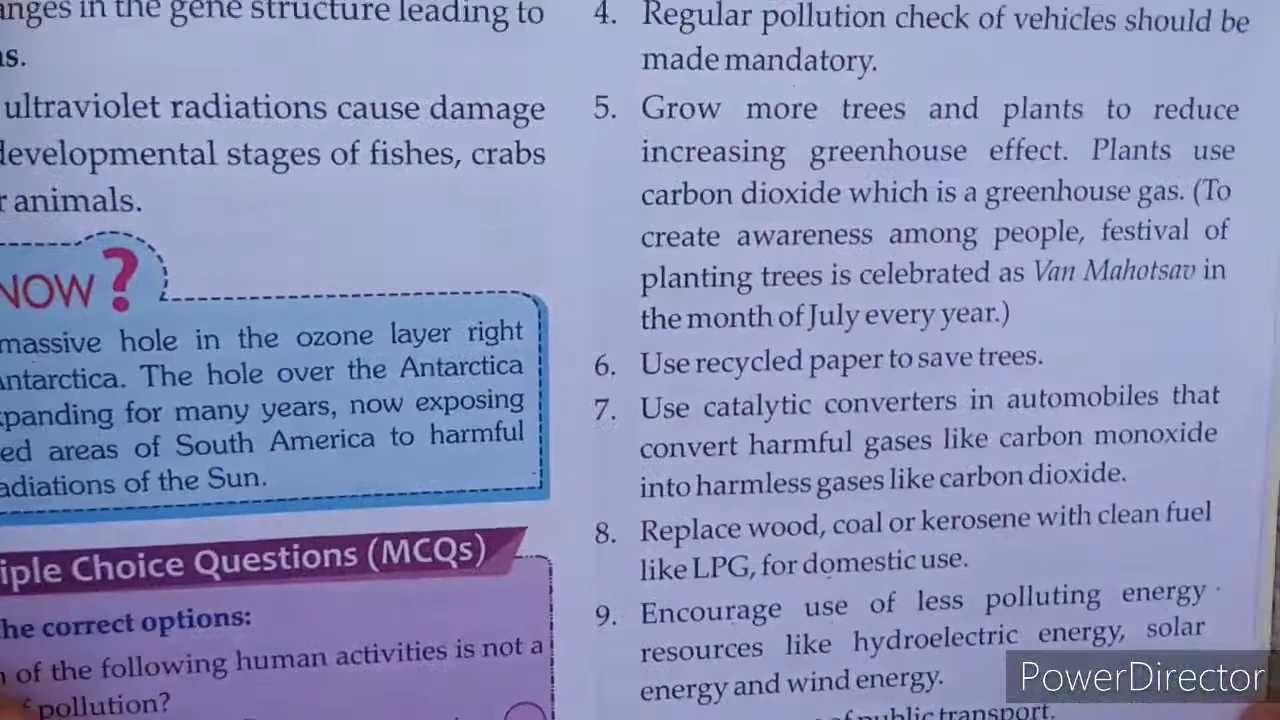 in the gene structure leading to
ultraviolet radiations cause damage
developmental stages of fishes, crabs
animals.
NOW?
massive hole in the ozone layer right
Antarctica. The hole over the Antarctica
for many years, now exposing
areas of South America to harmful
of the Sun.
Choice Questions (MCQs)
the correct options:
of the following human activities is not a
pollution?
4. Regular pollution check of vehicles should be
made mandatory.
5. Grow more trees and plants to reduce
increasing greenhouse effect. Plants use
carbon dioxide which is a greenhouse gas. (To
create awareness among people, festival of
planting trees is celebrated as Van Mahotsav in
the month of July every year.)
6. Use recycled paper to save trees.
7. Use catalytic converters in automobiles that
convert harmful gases like carbon monoxide
into harmless gases like carbon dioxide.
8. Replace wood, coal or kerosene with clean fuel
like LPG, for domestic use.
9. Encourage use of less polluting energy
resources like hydroelectric energy, solar
energy and wind energy.
of public transport.
PowerDirector